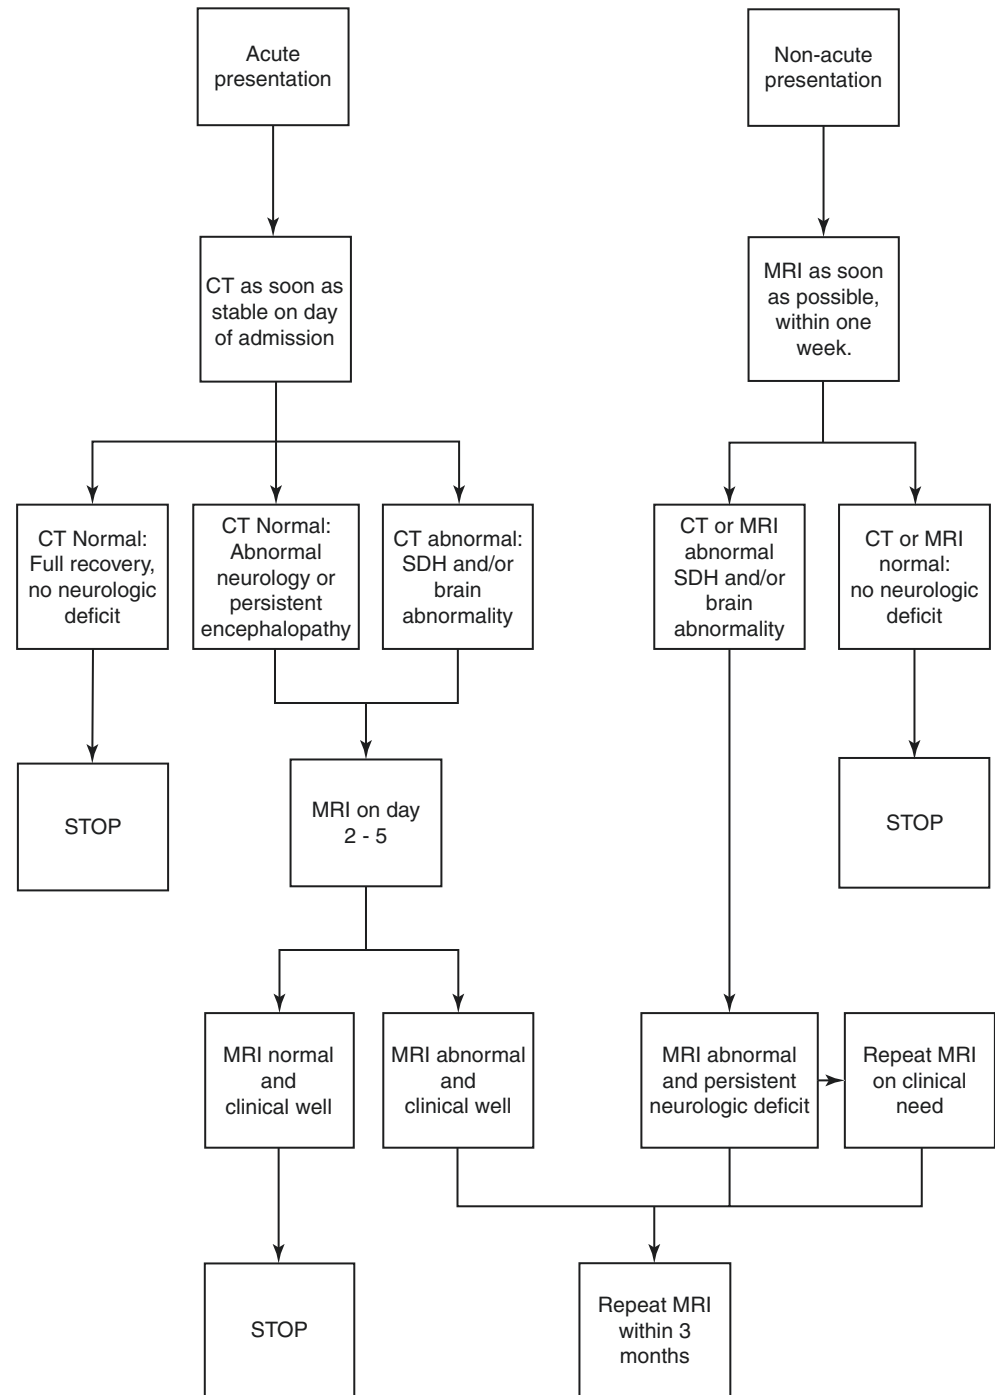 Acute
presentation
Non-acute
presentation
CT as soon as
stable on day
of admission
MRI as soon
as possible,
within one
week.
CT Normal:
Full recovery,
no neurologic
deficit
CT Normal:
Abnormal
neurology or
persistent
encephalopathy
CT abnormal:
SDH and/or
brain
abnormality
CT or MRI
abnormal
SDH and/or
brain
abnormality
CT or MRI
normal:
no neurologic
deficit
STOP
MRI on day
2 - 5
STOP
MRI normal
and
clinical well
MRI abnormal
and
clinical well
MRI abnormal
and persistent
neurologic deficit
Repeat MRI
on clinical
need
STOP
Repeat MRI
within 3
months